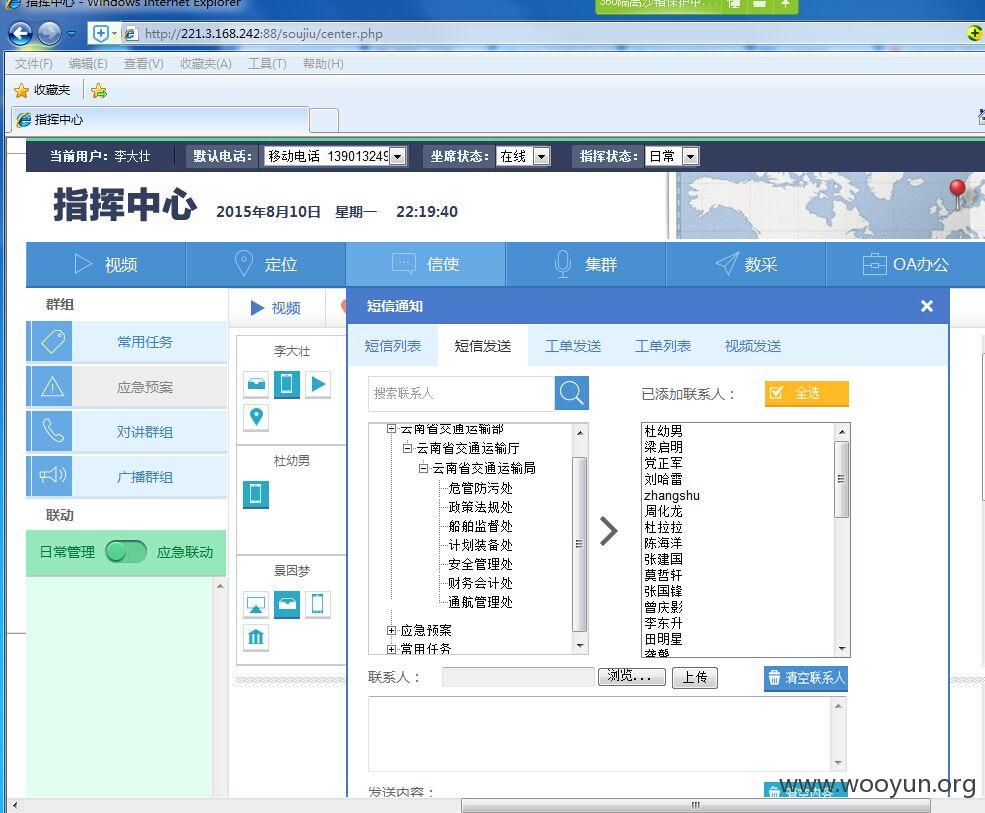 指挥中心 - Windows Internet Explorer
360隔离沙箱保护中...
http://221.3.168.242:88/soujiu/center.php
文件(F) 编辑(E) 查看(V) 收藏夹(A) 工具(T) 帮助(H)
收藏夹
指挥中心
当前用户：李大壮 默认电话： 移动电话 13901324 坐席状态： 在线 指挥状态： 日常
指挥中心 2015年8月10日 星期一 22:19:40
视频 定位 信使 集群 数采 OA办公
群组
常用任务
应急预案
对讲群组
广播群组
联动
日常管理 应急联动
视频
李大壮
杜幼男
景因梦
短信通知
短信列表 短信发送 工单发送 工单列表 视频发送
搜索联系人 已添加联系人： 全选
云南省交通运输部
云南省交通运输厅
云南省交通运输局
危管防污处
政策法规处
船舶监督处
计划装备处
安全管理处
财务会计处
通航管理处
应急预案
常用任务
杜幼男
梁启明
党正军
刘哈雷
zhangshu
周化龙
杜拉拉
陈海洋
张建国
莫哲轩
张国锋
曾庆影
李东升
田明星
龚磬
联系人： 浏览... 上传 清空联系人
发送内容： 清空内容
www.wooyun.org